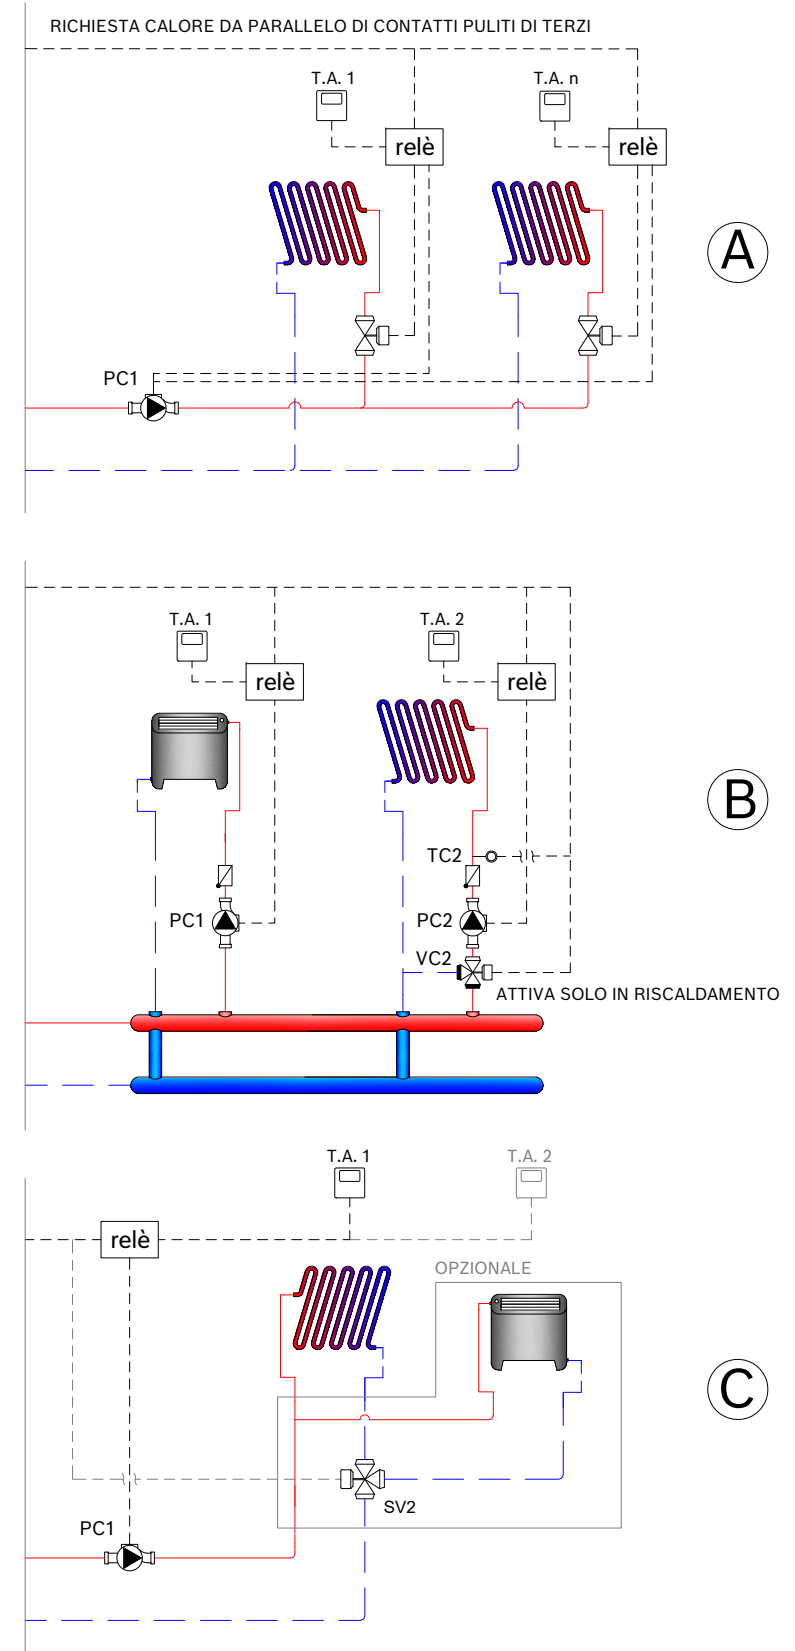 RICHIESTA CALORE DA PARALLELO DI CONTATTI PULITI DI TERZI
T.A. 1
T.A. n
relè
relè
A
PC1
T.A. 1
T.A. 2
relè
relè
B
TC2
PC1
PC2
VC2
ATTIVA SOLO IN RISCALDAMENTO
T.A. 1
T.A. 2
relè
OPZIONALE
C
SV2
PC1